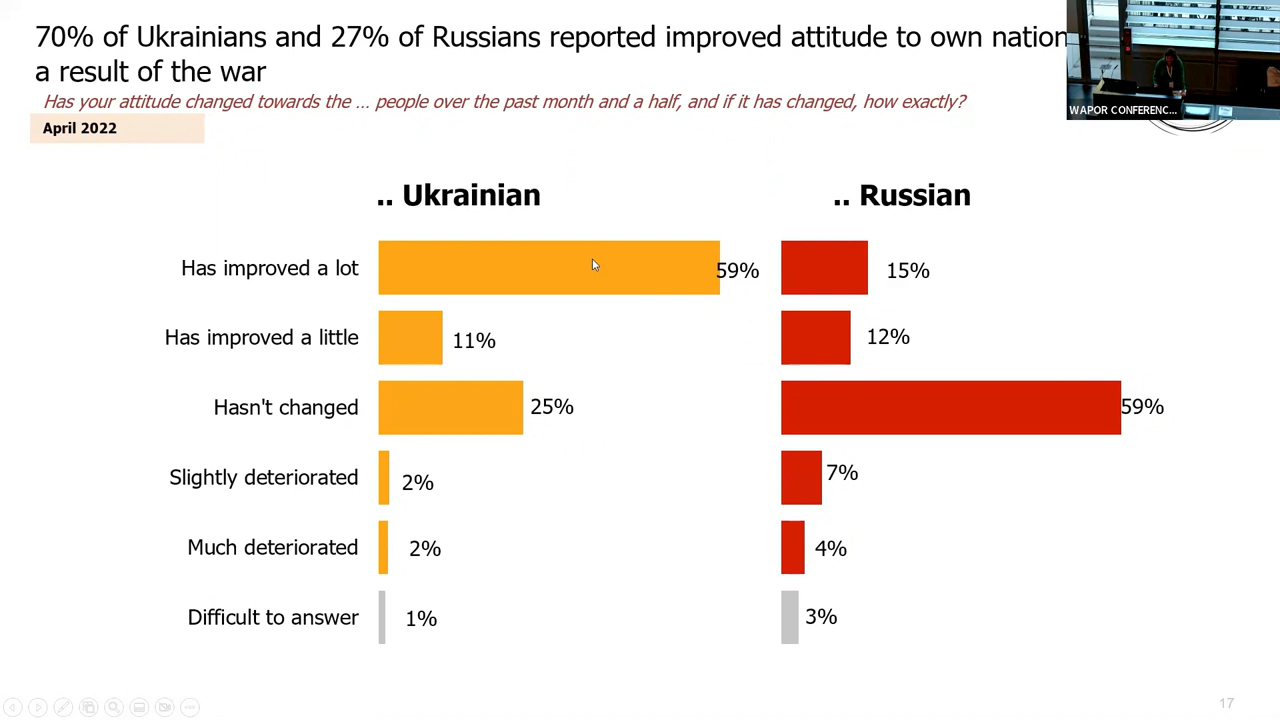 70% of Ukrainians and 27% of Russians reported improved attitude to own nation
a result of the war
Has your attitude changed towards the ... people over the past month and a half, and if it has changed, how exactly?
WAPOR CONFERENC...
April 2022
.. Ukrainian
.. Russian
Has improved a lot 59% 15%
Has improved a little 11% 12%
Hasn't changed 25% 59%
Slightly deteriorated 2% 7%
Much deteriorated 2% 4%
Difficult to answer 1% 3%
17